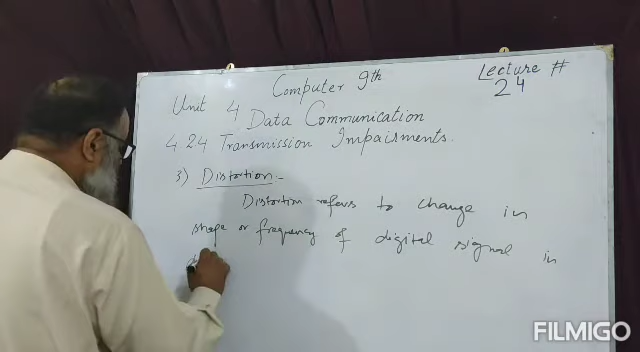 Computer 9th
Lecture #
24
Unit 4 Data Communication
4.24 Transmission Impairments.
3) Distortion:-
Distortion refers to change in
shape or frequency of digital signal in
FILMIGO